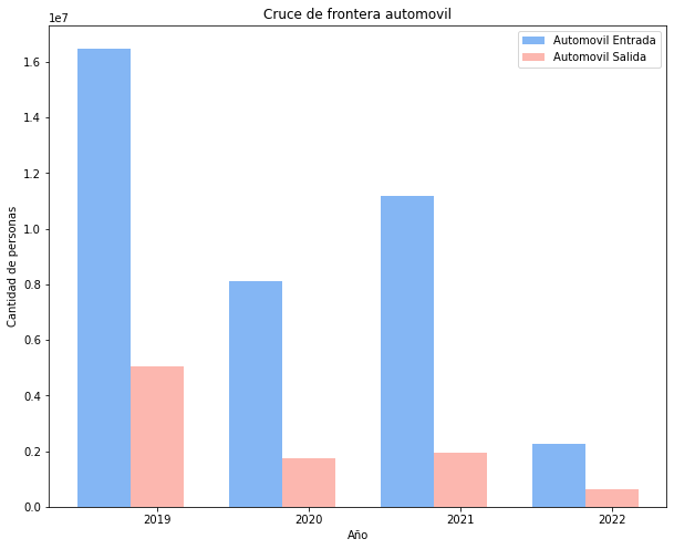 Cruce de frontera automovil
1e7
Automovil Entrada
Automovil Salida
1.6
1.4
1.2
1.0
0.8
0.6
0.4
0.2
0.0
Cantidad de personas
2019 2020 2021 2022
Año